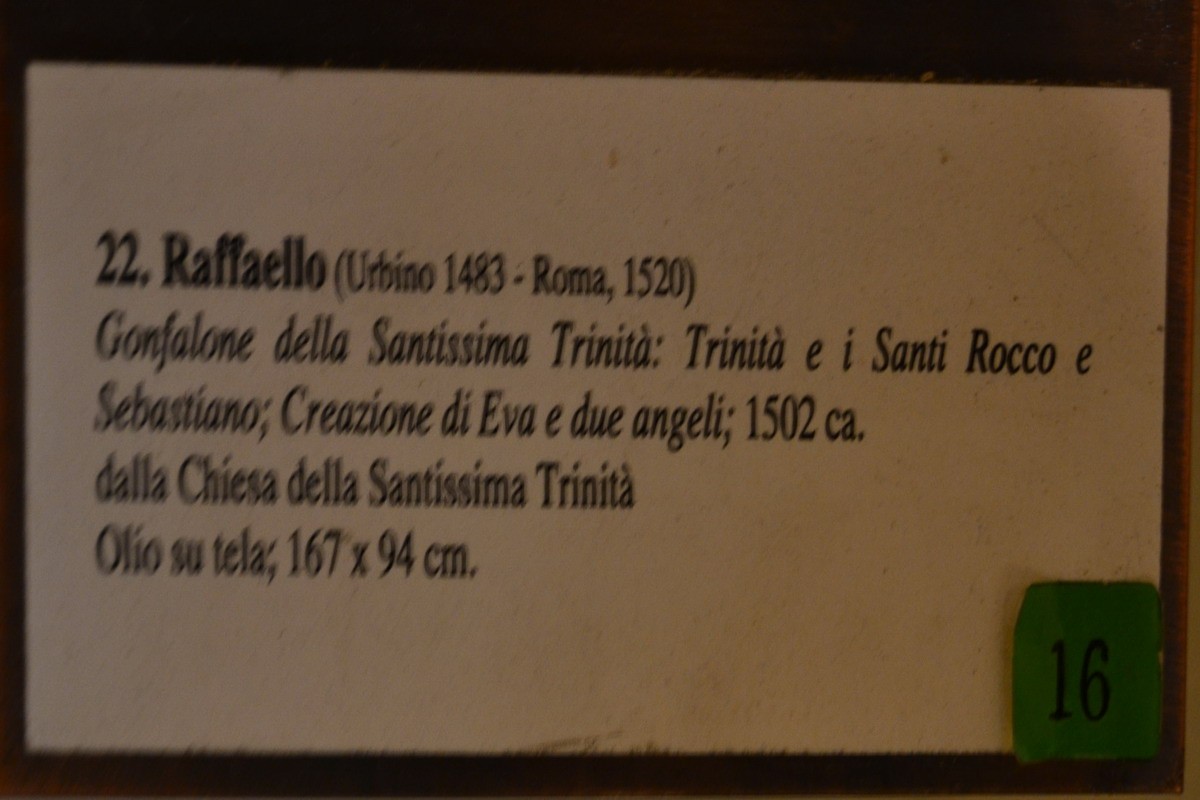 22. Raffaello (Urbino 1483 - Roma, 1520)
Gonfalone della Santissima Trinità: Trinità e i Santi Rocco e
Sebastiano; Creazione di Eva e due angeli; 1502 ca.
dalla Chiesa della Santissima Trinità
Olio su tela; 167 x 94 cm.
16